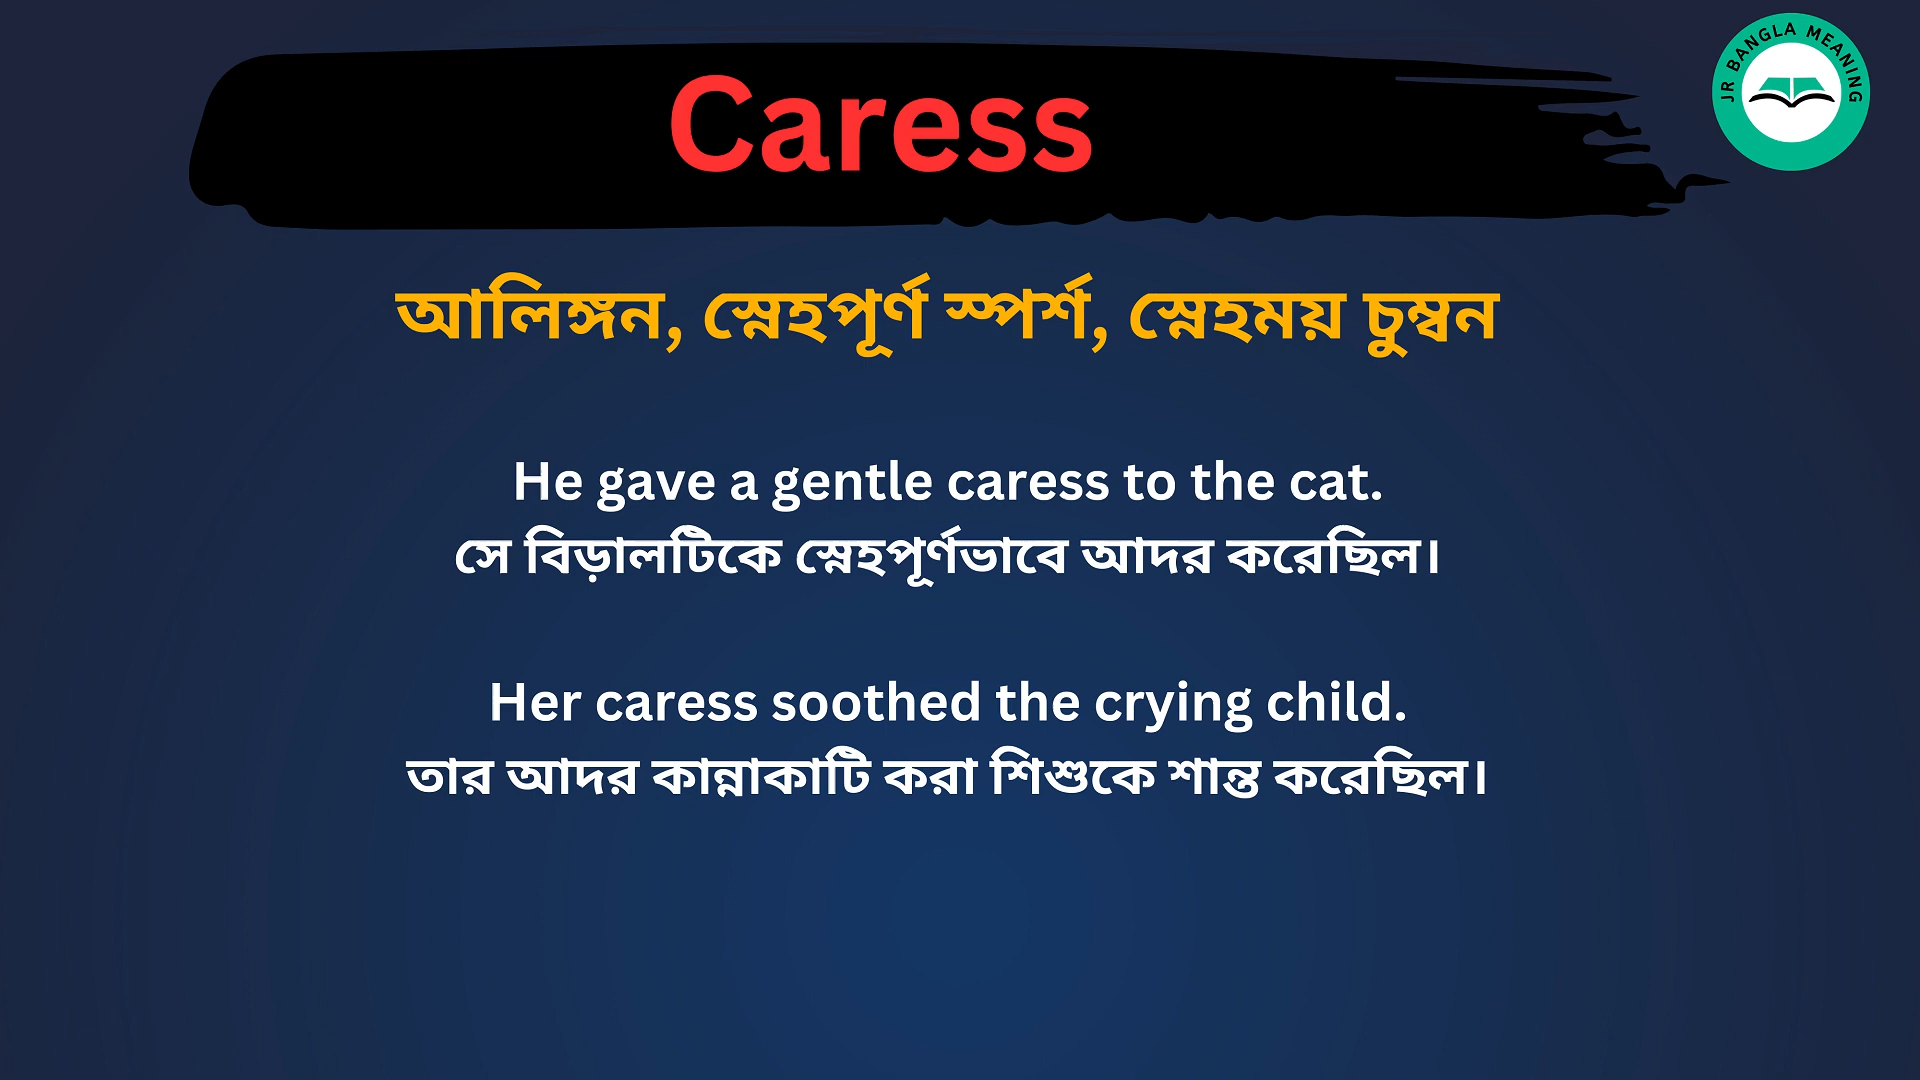 Caress
JR BANGLA MEANING
আলিঙ্গন, স্নেহপূর্ণ স্পর্শ, স্নেহময় চুম্বন
He gave a gentle caress to the cat.
সে বিড়ালটিকে স্নেহপূর্ণভাবে আদর করেছিল।
Her caress soothed the crying child.
তার আদর কান্নাকাটি করা শিশুকে শান্ত করেছিল।